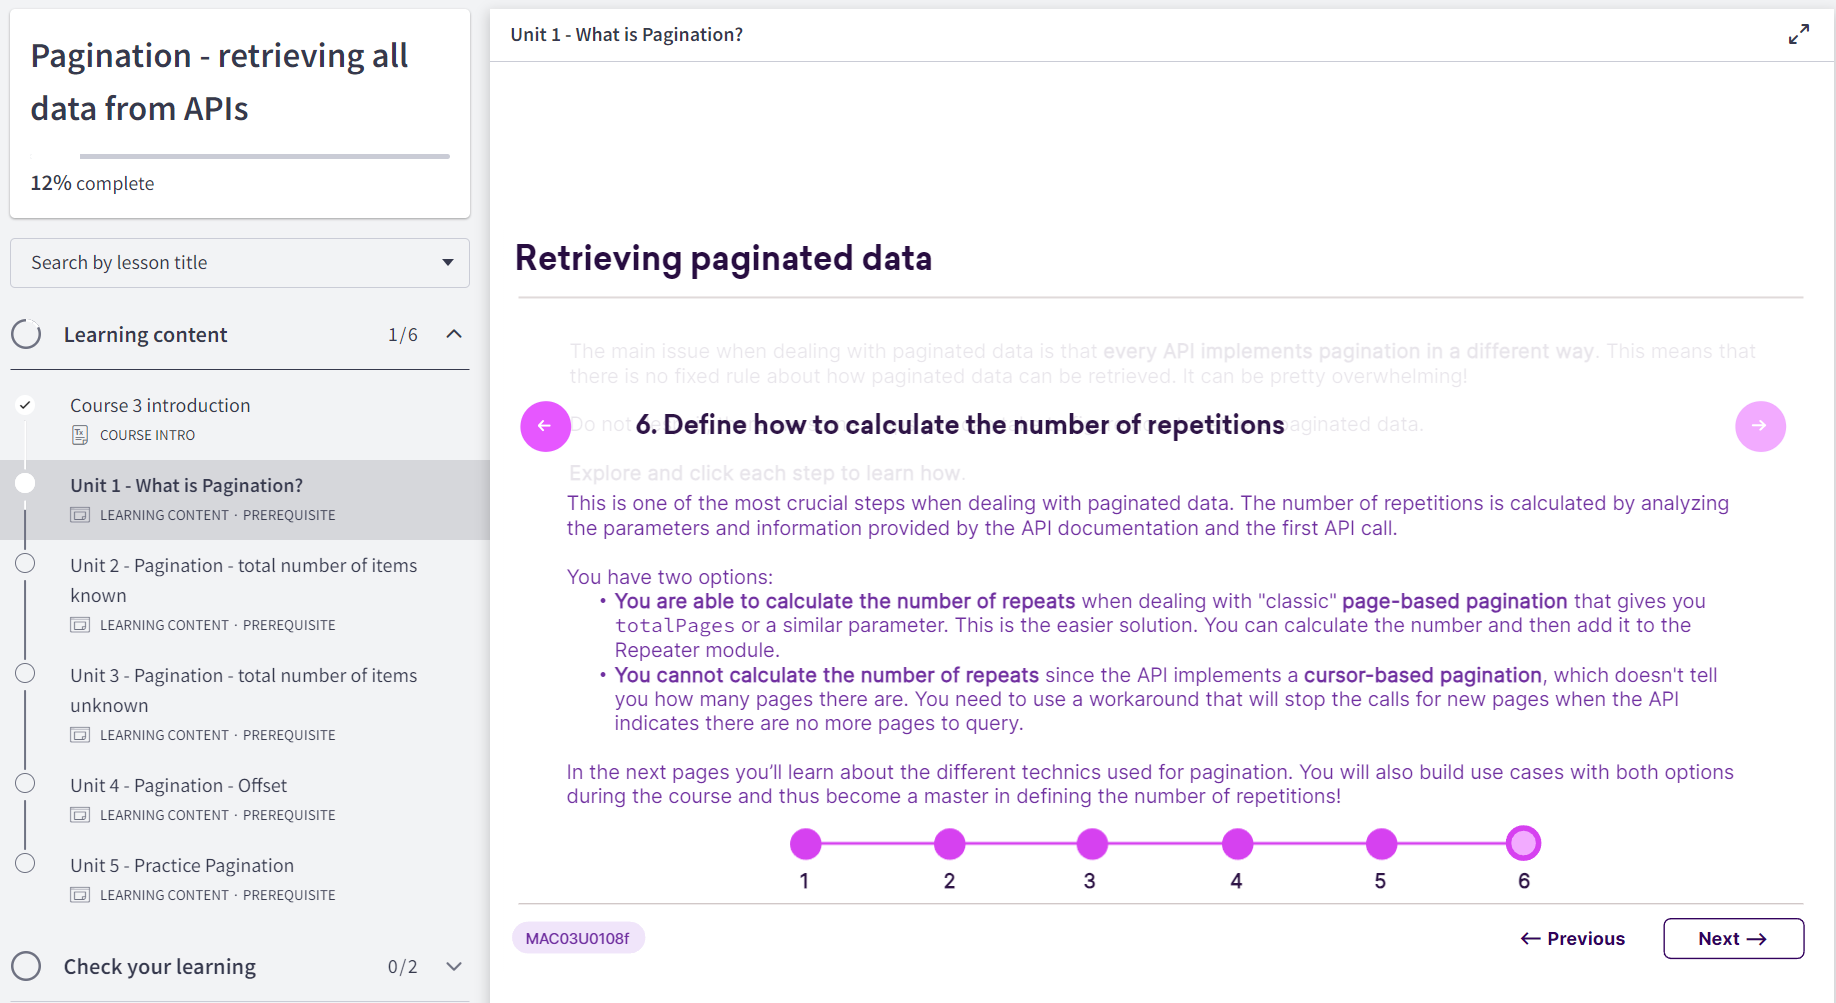 Pagination - retrieving all
data from APIs
12% complete
Search by lesson title
Learning content 1/6
Course 3 introduction
COURSE INTRO
Unit 1 - What is Pagination?
LEARNING CONTENT · PREREQUISITE
Unit 2 - Pagination - total number of items
known
LEARNING CONTENT · PREREQUISITE
Unit 3 - Pagination - total number of items
unknown
LEARNING CONTENT · PREREQUISITE
Unit 4 - Pagination - Offset
LEARNING CONTENT · PREREQUISITE
Unit 5 - Practice Pagination
LEARNING CONTENT · PREREQUISITE
Check your learning 0/2
Unit 1 - What is Pagination?
Retrieving paginated data
The main issue when dealing with paginated data is that every API implements pagination in a different way. This means that
there is no fixed rule about how paginated data can be retrieved. It can be pretty overwhelming!
Do not
paginated data.
6. Define how to calculate the number of repetitions
Explore and click each step to learn how.
This is one of the most crucial steps when dealing with paginated data. The number of repetitions is calculated by analyzing
the parameters and information provided by the API documentation and the first API call.
You have two options:
• You are able to calculate the number of repeats when dealing with "classic" page-based pagination that gives you
totalPages or a similar parameter. This is the easier solution. You can calculate the number and then add it to the
Repeater module.
• You cannot calculate the number of repeats since the API implements a cursor-based pagination, which doesn't tell
you how many pages there are. You need to use a workaround that will stop the calls for new pages when the API
indicates there are no more pages to query.
In the next pages you’ll learn about the different technics used for pagination. You will also build use cases with both options
during the course and thus become a master in defining the number of repetitions!
1 2 3 4 5 6
MAC03U0108f
← Previous
Next →